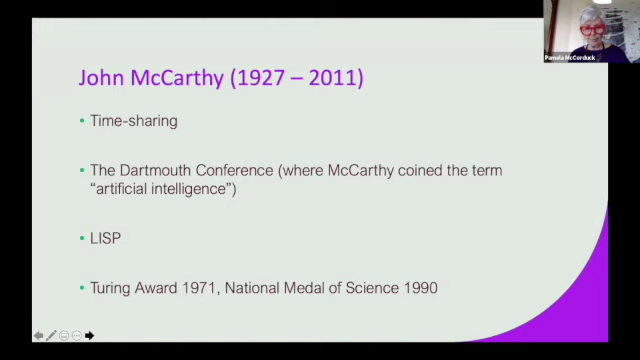 Pamela McCorduck
John McCarthy (1927 – 2011)
• Time-sharing
• The Dartmouth Conference (where McCarthy coined the term
“artificial intelligence”)
• LISP
• Turing Award 1971, National Medal of Science 1990